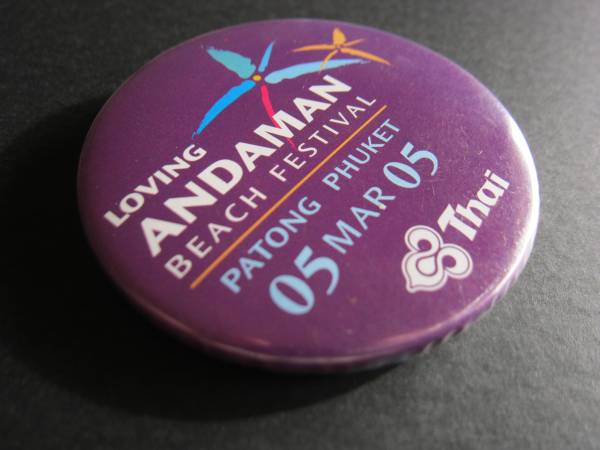 LOVING
ANDAMAN
BEACH FESTIVAL
PATONG PHUKET
05 MAR 05
Thai